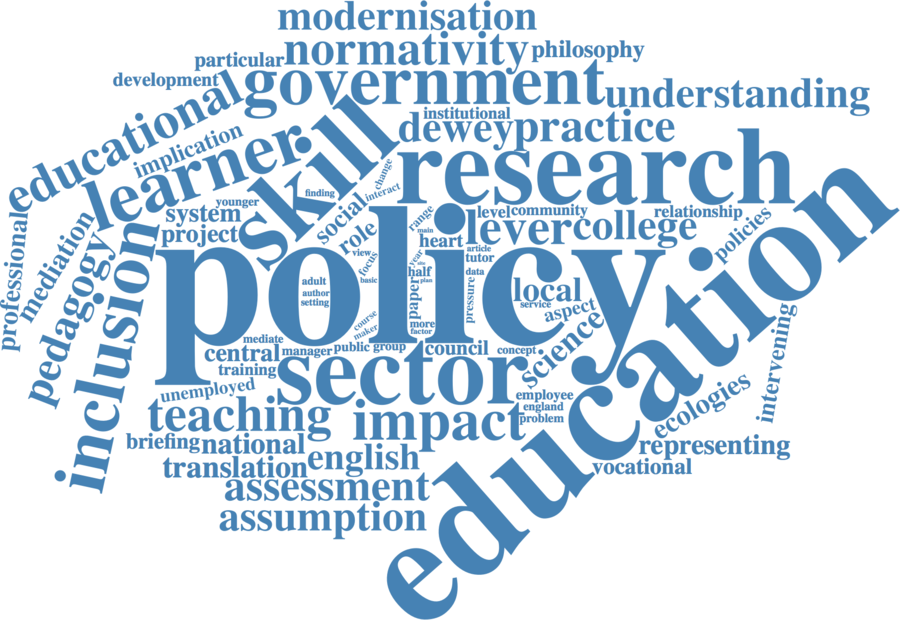 modernisation
particular
normativity
philosophy
development
government
understanding
educational
institutional
dewey
practice
implication
learner
skill
research
change
finding
interact
younger
system
social
range
level
community
relationship
professional
mediation
project
role
main
heart
lever
college
policies
pedagogy
inclusion
policy
view
focus
basic
year
site
half
plan
article
tutor
data
pressure
adult
author
setting
paper
local
service
aspect
education
course
maker
more
factor
mediate
central
manager
public
group
council
concept
science
intervening
training
sector
unemployed
employee
england
problem
ecologies
teaching
impact
briefing
national
english
representing
translation
vocational
assessment
assumption